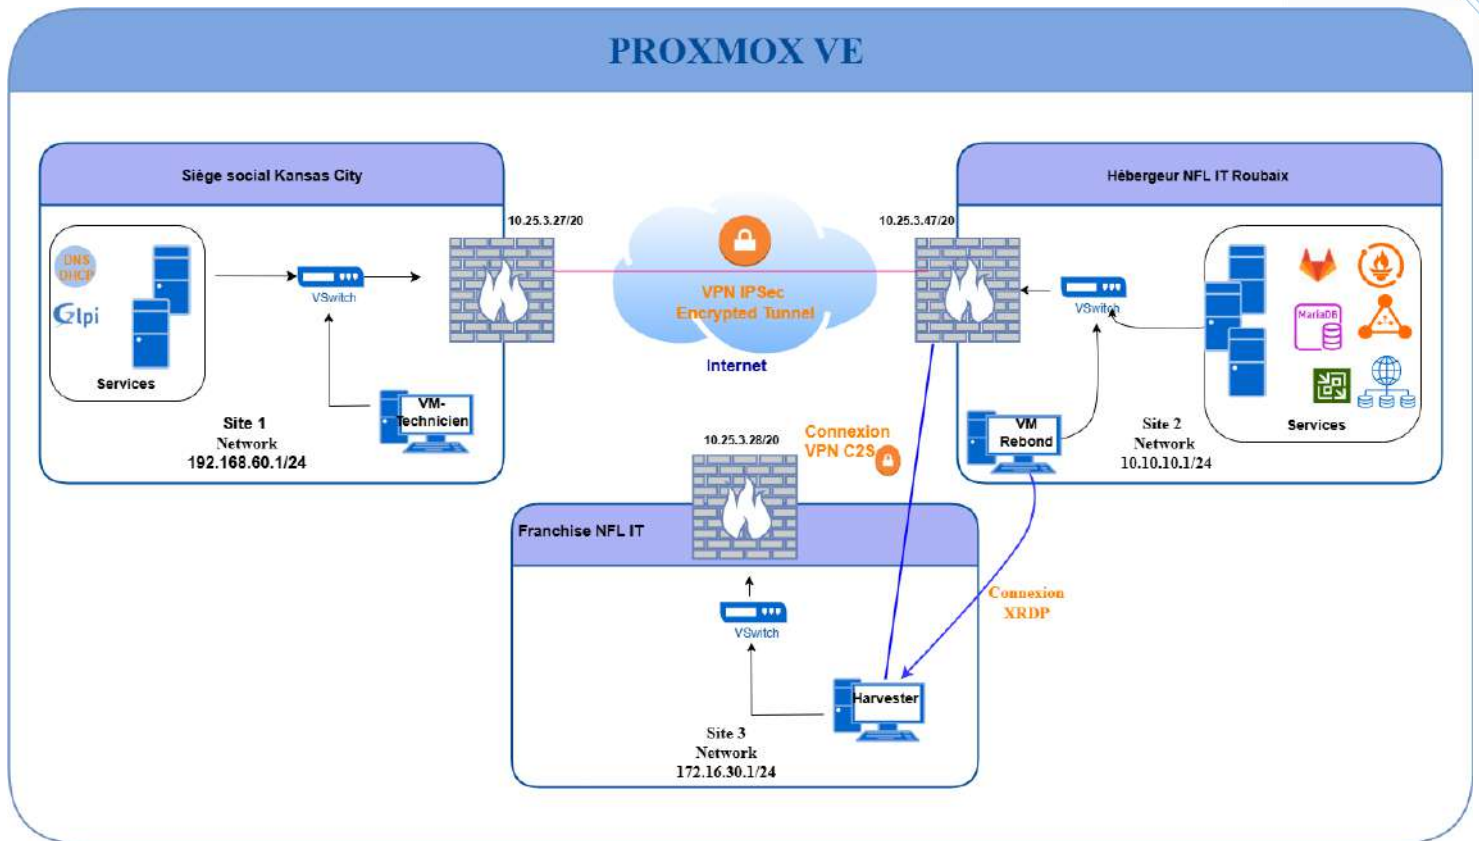 PROXMOX VE
Siège social Kansas City
DNS
DHCP
Glpi
Services
VSwitch
VM-
Technicien
Site 1
Network
192.168.60.1/24
10.25.3.27/20
VPN IPSec
Encrypted Tunnel
Internet
10.25.3.47/20
Hébergeur NFL IT Roubaix
VSwitch
MariaDB
Services
VM
Rebond
Site 2
Network
10.10.10.1/24
Connexion
VPN C2S
10.25.3.28/20
Franchise NFL IT
VSwitch
Harvester
Site 3
Network
172.16.30.1/24
Connexion
XRDP